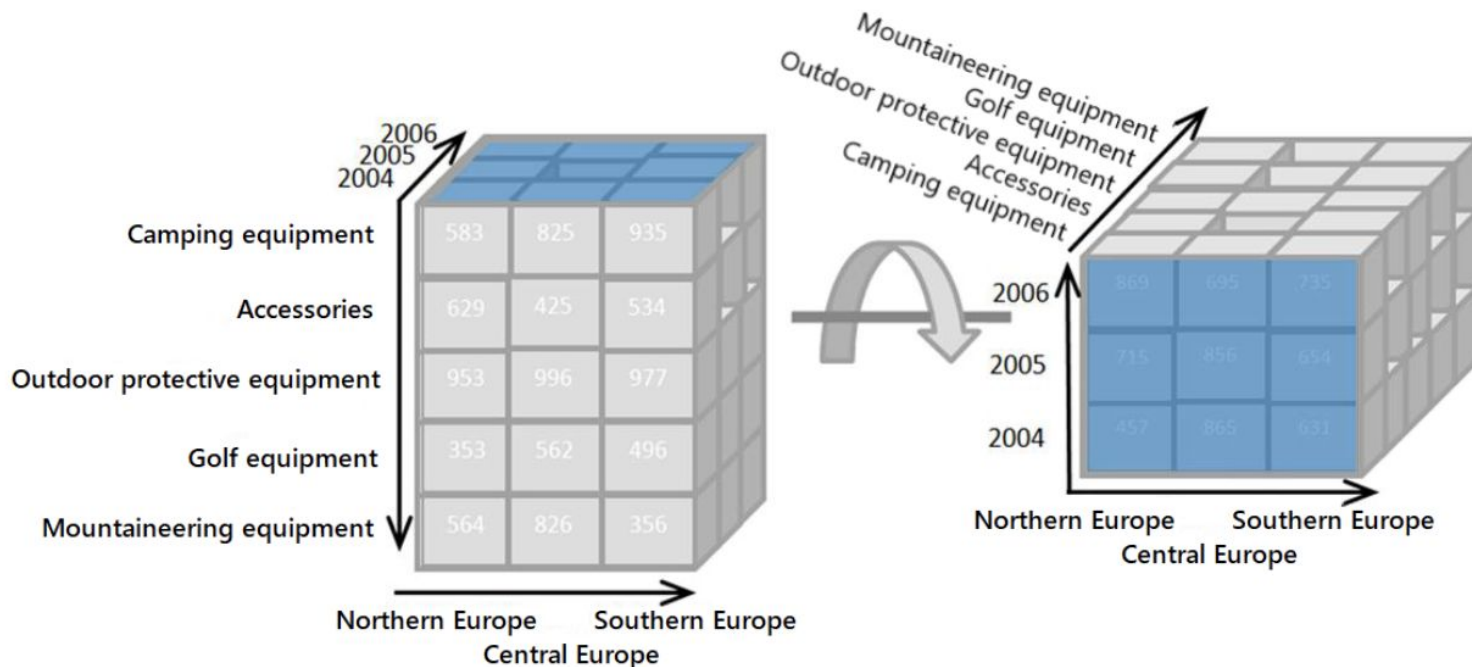 2006
2005
2004
Camping equipment
583 825 935
Accessories
629 425 534
Outdoor protective equipment
953 996 977
Golf equipment
353 562 496
Mountaineering equipment
564 826 356
Northern Europe Southern Europe
Central Europe
Mountaineering equipment
Golf equipment
Outdoor protective equipment
Accessories
Camping equipment
2006
869 695 735
2005
715 856 654
2004
457 865 631
Northern Europe Southern Europe
Central Europe